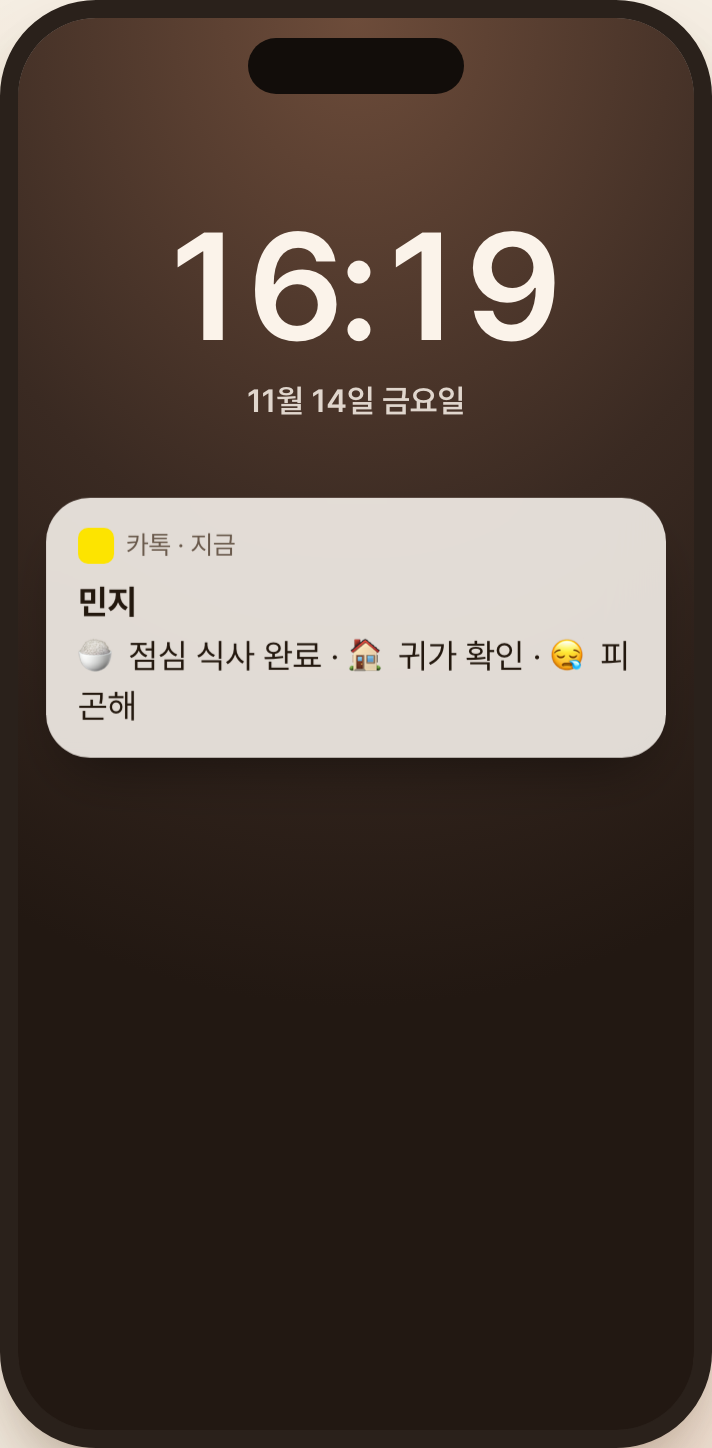 16:19
11월 14일 금요일
카톡 · 지금
민지
🍚 점심 식사 완료 · 🏠 귀가 확인 · 😪 피
곤해